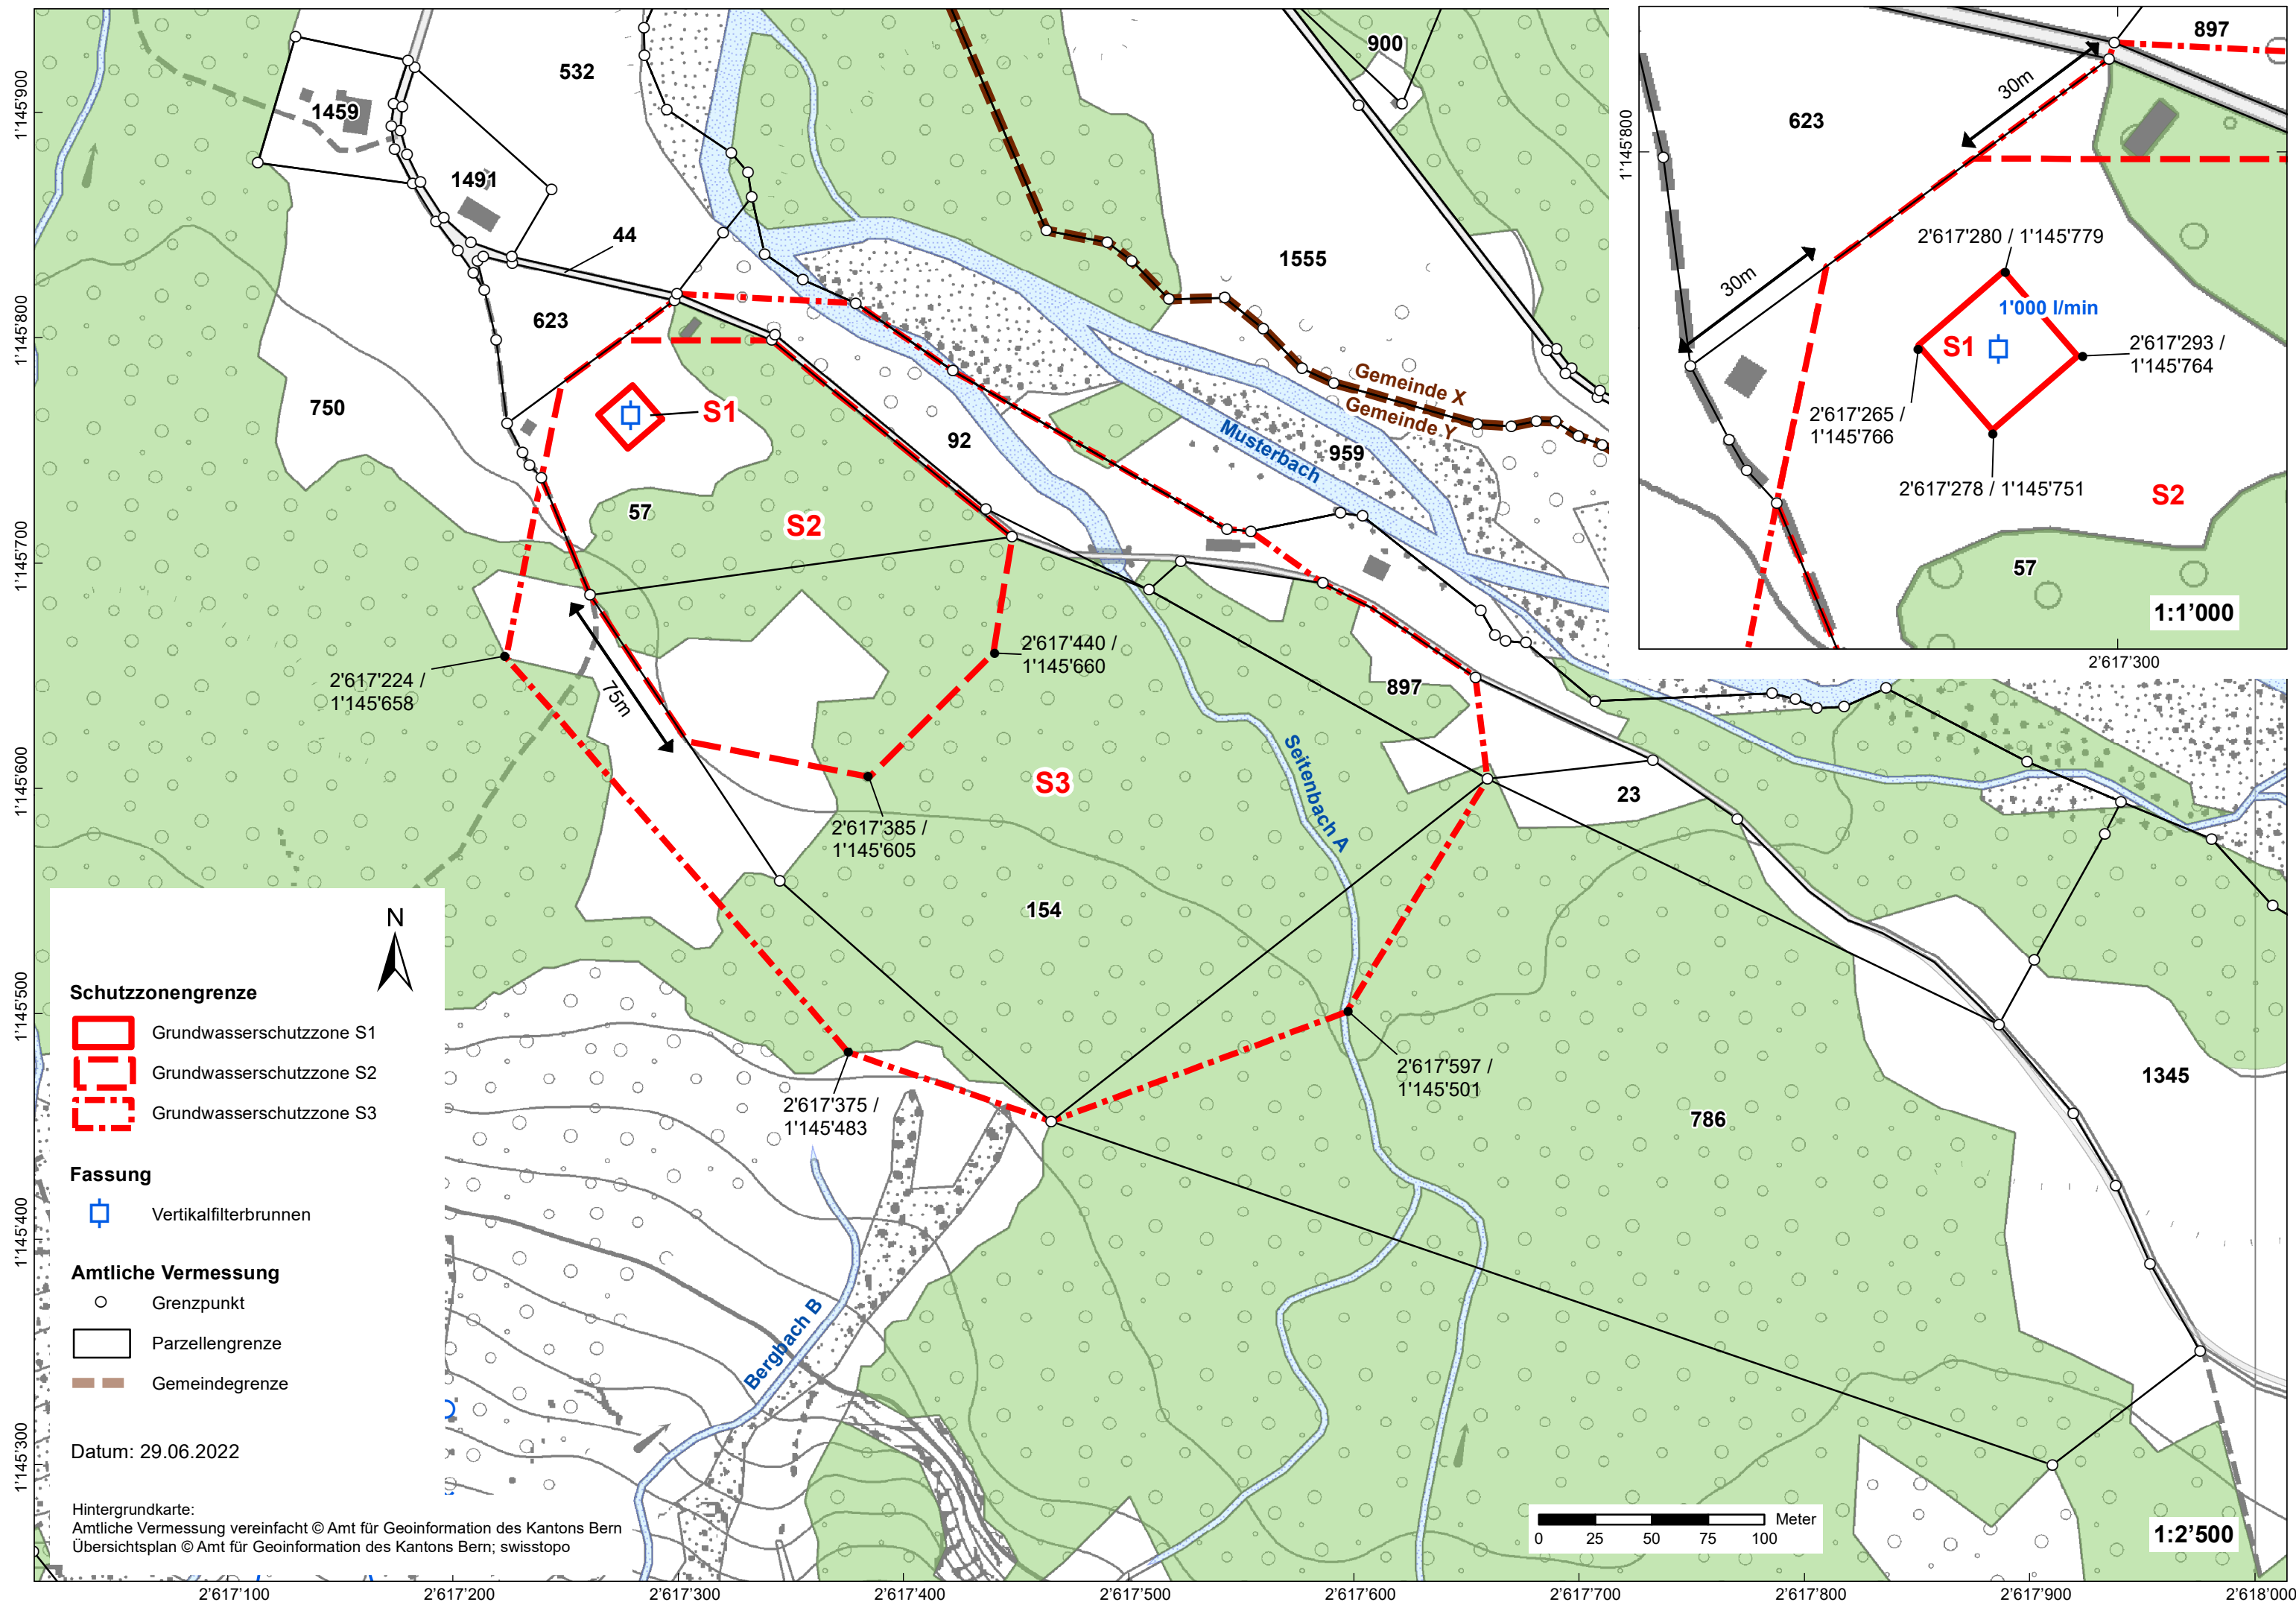 532
1459
1491
44
623
750
900
1555
Gemeinde X
Gemeinde Y
Musterbach
959
92
S1
57
S2
2'617'224 /
1'145'658
75m
2'617'440 /
1'145'660
897
2'617'385 /
1'145'605
S3
Seitenbach A
23
154
2'617'375 /
1'145'483
2'617'597 /
1'145'501
786
1345
Bergbach B
897
623
30m
30m
2'617'280 / 1'145'779
1'000 l/min
S1
2'617'293 /
1'145'764
2'617'265 /
1'145'766
2'617'278 / 1'145'751
S2
57
1:1’000
1'145'800
2'617'300
N
Schutzzonengrenze
Grundwasserschutzzone S1
Grundwasserschutzzone S2
Grundwasserschutzzone S3
Fassung
Vertikalfilterbrunnen
Amtliche Vermessung
Grenzpunkt
Parzellengrenze
Gemeindegrenze
Datum: 29.06.2022
Hintergrundkarte:
Amtliche Vermessung vereinfacht © Amt für Geoinformation des Kantons Bern
Übersichtsplan © Amt für Geoinformation des Kantons Bern; swisstopo
Meter
0 25 50 75 100
1:2’500
1'145'900
1'145'800
1'145'700
1'145'600
1'145'500
1'145'400
1'145'300
2'617'100 2'617'200 2'617'300 2'617'400 2'617'500 2'617'600 2'617'700 2'617'800 2'617'900 2'618'000